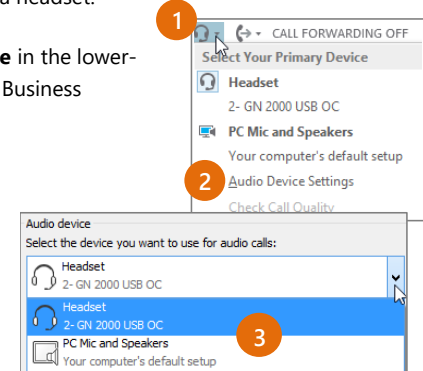 a headset.
1
CALL FORWARDING OFF
e in the lower-
Business
Select Your Primary Device
Headset
2- GN 2000 USB OC
PC Mic and Speakers
Your computer's default setup
2
Audio Device Settings
Check Call Quality
Audio device
Select the device you want to use for audio calls:
Headset
2- GN 2000 USB OC
Headset
2- GN 2000 USB OC
3
PC Mic and Speakers
Your computer's default setup